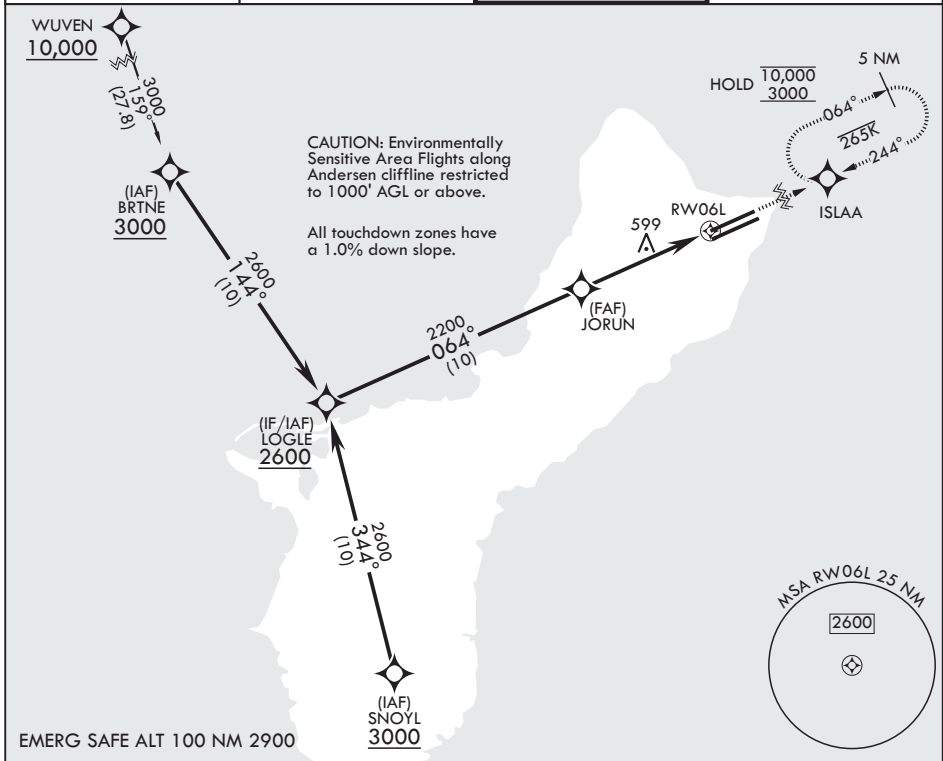 WUVEN
10,000
3000
159°
(27.8)
(IAF)
BRTNE
3000
CAUTION: Environmentally
Sensitive Area Flights along
Andersen cliffline restricted
to 1000' AGL or above.
All touchdown zones have
a 1.0% down slope.
HOLD 10,000
3000
5 NM
064°
265K
244°
ISLAA
RW06L
599
(FAF)
JORUN
2600
144°
(10)
2200
064°
(10)
(IF/IAF)
LOGLE
2600
2600
344°
(10)
(IAF)
SNOYL
3000
MSA RW06L 25 NM
2600
EMERG SAFE ALT 100 NM 2900